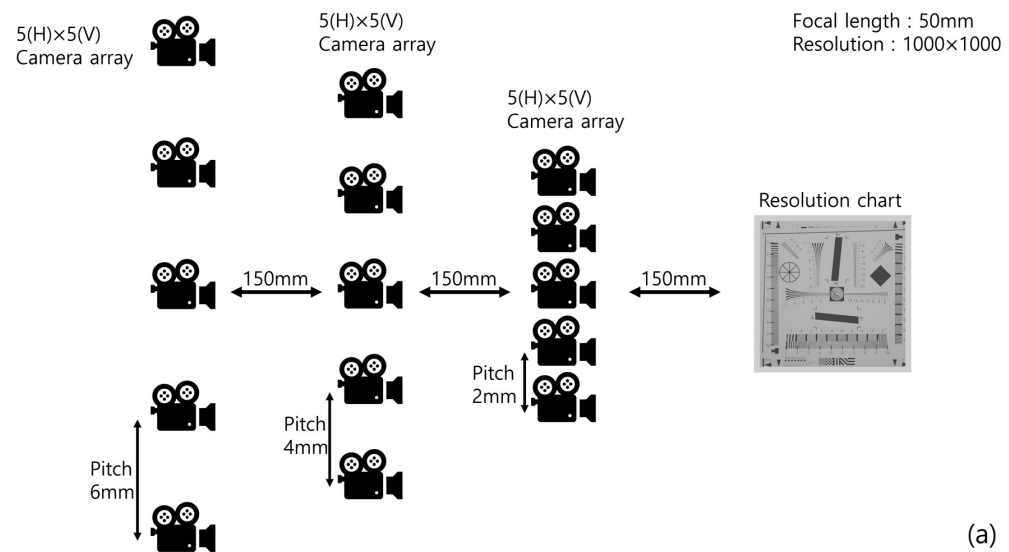 5(H)×5(V)
Camera array
5(H)×5(V)
Camera array
5(H)×5(V)
Camera array
Focal length : 50mm
Resolution : 1000×1000
Resolution chart
150mm
150mm
150mm
Pitch
2mm
Pitch
4mm
Pitch
6mm
(a)